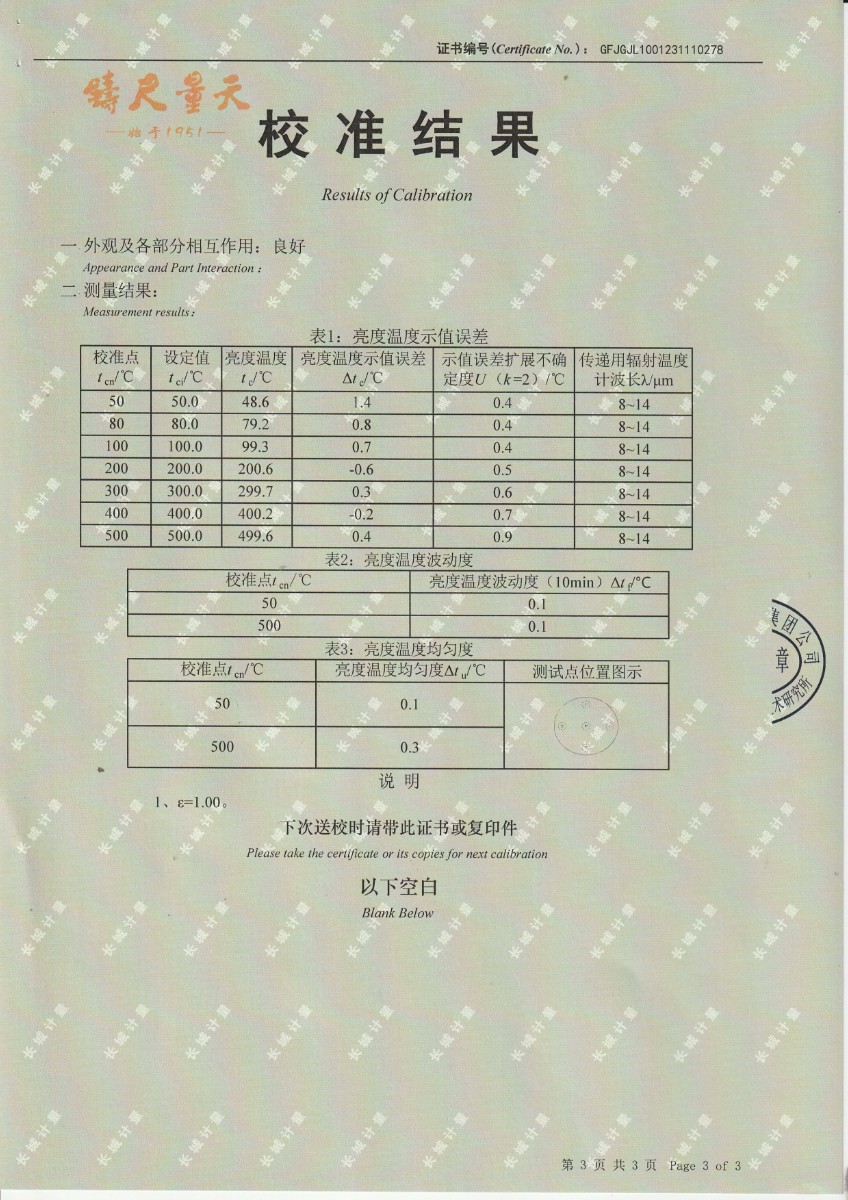 证书编号(Certificate No.): GFJGJL1001231110278
鑄尺量天
—始于1951—
校准结果
Results of Calibration
一 外观及各部分相互作用: 良好
Appearance and Part Interaction:
二 测量结果:
Measurement results:
表1: 亮度温度示值误差
校准点 设定值 亮度温度 亮度温度示值误差 示值误差扩展不确 传递用辐射温度
tcn/℃ tci/℃ tc/℃ Δtc/℃ 定度U (k=2)/℃ 计波长λ/μm
50 50.0 48.6 1.4 0.4 8~14
80 80.0 79.2 0.8 0.4 8~14
100 100.0 99.3 0.7 0.4 8~14
200 200.0 200.6 -0.6 0.5 8~14
300 300.0 299.7 0.3 0.6 8~14
400 400.0 400.2 -0.2 0.7 8~14
500 500.0 499.6 0.4 0.9 8~14
表2: 亮度温度波动度
校准点tcn/℃ 亮度温度波动度(10min)Δtf/℃
50 0.1
500 0.1
表3: 亮度温度均匀度
校准点tcn/℃ 亮度温度均匀度Δtu/℃ 测试点位置图示
50 0.1
500 0.3
说 明
1、ε=1.00。
下次送校时请带此证书或复印件
Please take the certificate or its copies for next calibration
以下空白
Blank Below
集团公司
章
术研究所
第 3 页 共 3 页 Page 3 of 3
长城计量